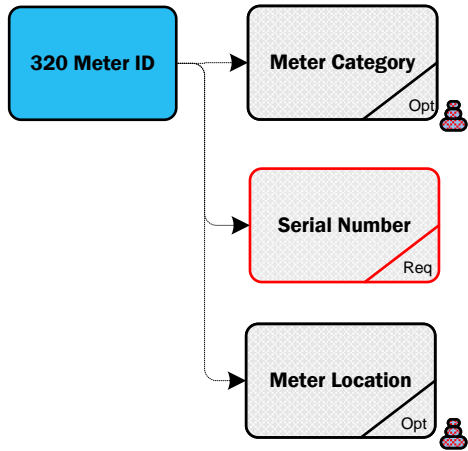 320 Meter ID
Meter Category
Opt
Serial Number
Req
Meter Location
Opt